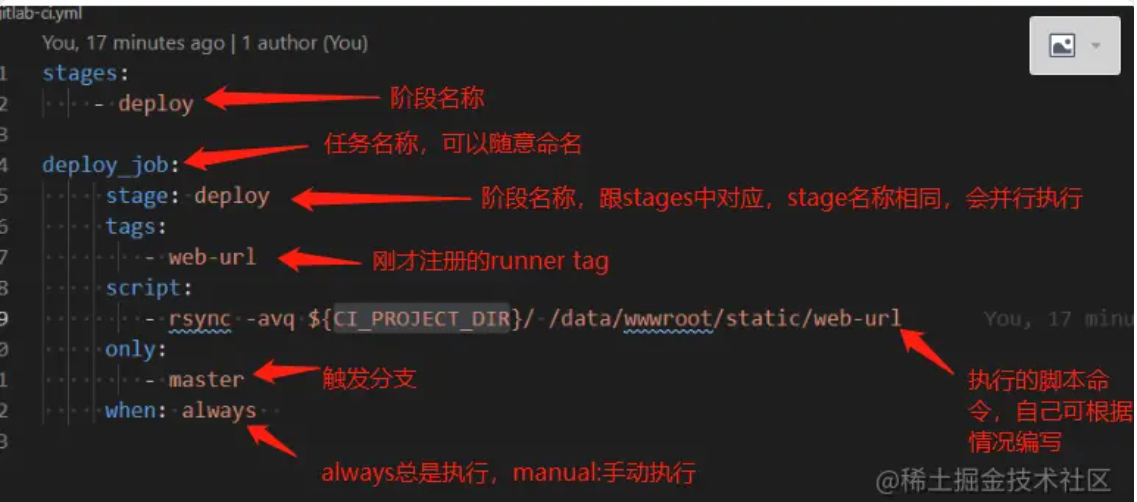 gitlab-ci.yml
You, 17 minutes ago | 1 author (You)
1 stages:
2 - deploy 阶段名称
3
任务名称，可以随意命名
4 deploy_job:
5 stage: deploy 阶段名称，跟stages中对应，stage名称相同，会并行执行
6 tags:
7 - web-url 刚才注册的runner tag
8 script:
9 - rsync -avq ${CI_PROJECT_DIR}/ /data/wwwroot/static/web-url You, 17 minu
0 only:
1 - master 触发分支
执行的脚本命
2 when: always 令，自己可根据
3 情况编写
always总是执行，manual:手动执行
@稀土掘金技术社区